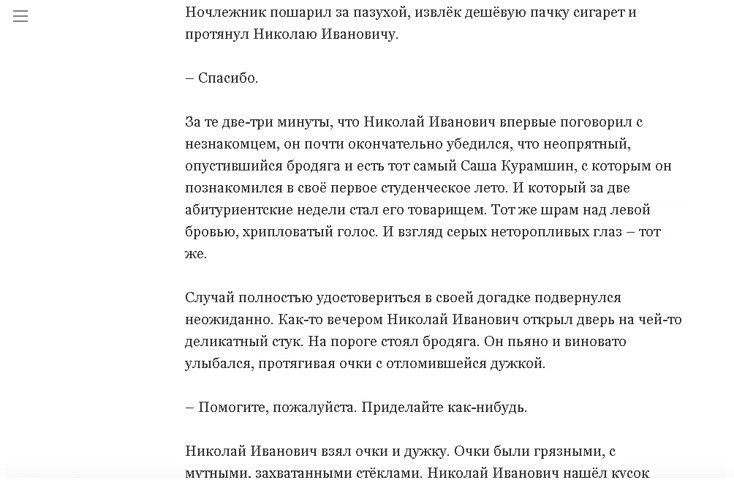 Ночлежник пошарил за пазухой, извлёк дешёвую пачку сигарет и
протянул Николаю Ивановичу.
– Спасибо.
За те две-три минуты, что Николай Иванович впервые поговорил с
незнакомцем, он почти окончательно убедился, что неопрятный,
опустившийся бродяга и есть тот самый Саша Курамшин, с которым он
познакомился в своё первое студенческое лето. И который за две
абитуриентские недели стал его товарищем. Тот же шрам над левой
бровью, хрипловатый голос. И взгляд серых неторопливых глаз – тот
же.
Случай полностью удостовериться в своей догадке подвернулся
неожиданно. Как-то вечером Николай Иванович открыл дверь на чей-то
деликатный стук. На пороге стоял бродяга. Он пьяно и виновато
улыбался, протягивая очки с отломившейся дужкой.
– Помогите, пожалуйста. Приделайте как-нибудь.
Николай Иванович взял очки и дужку. Очки были грязными, с
мутными, захватанными стёклами. Николай Иванович нашёл кусок